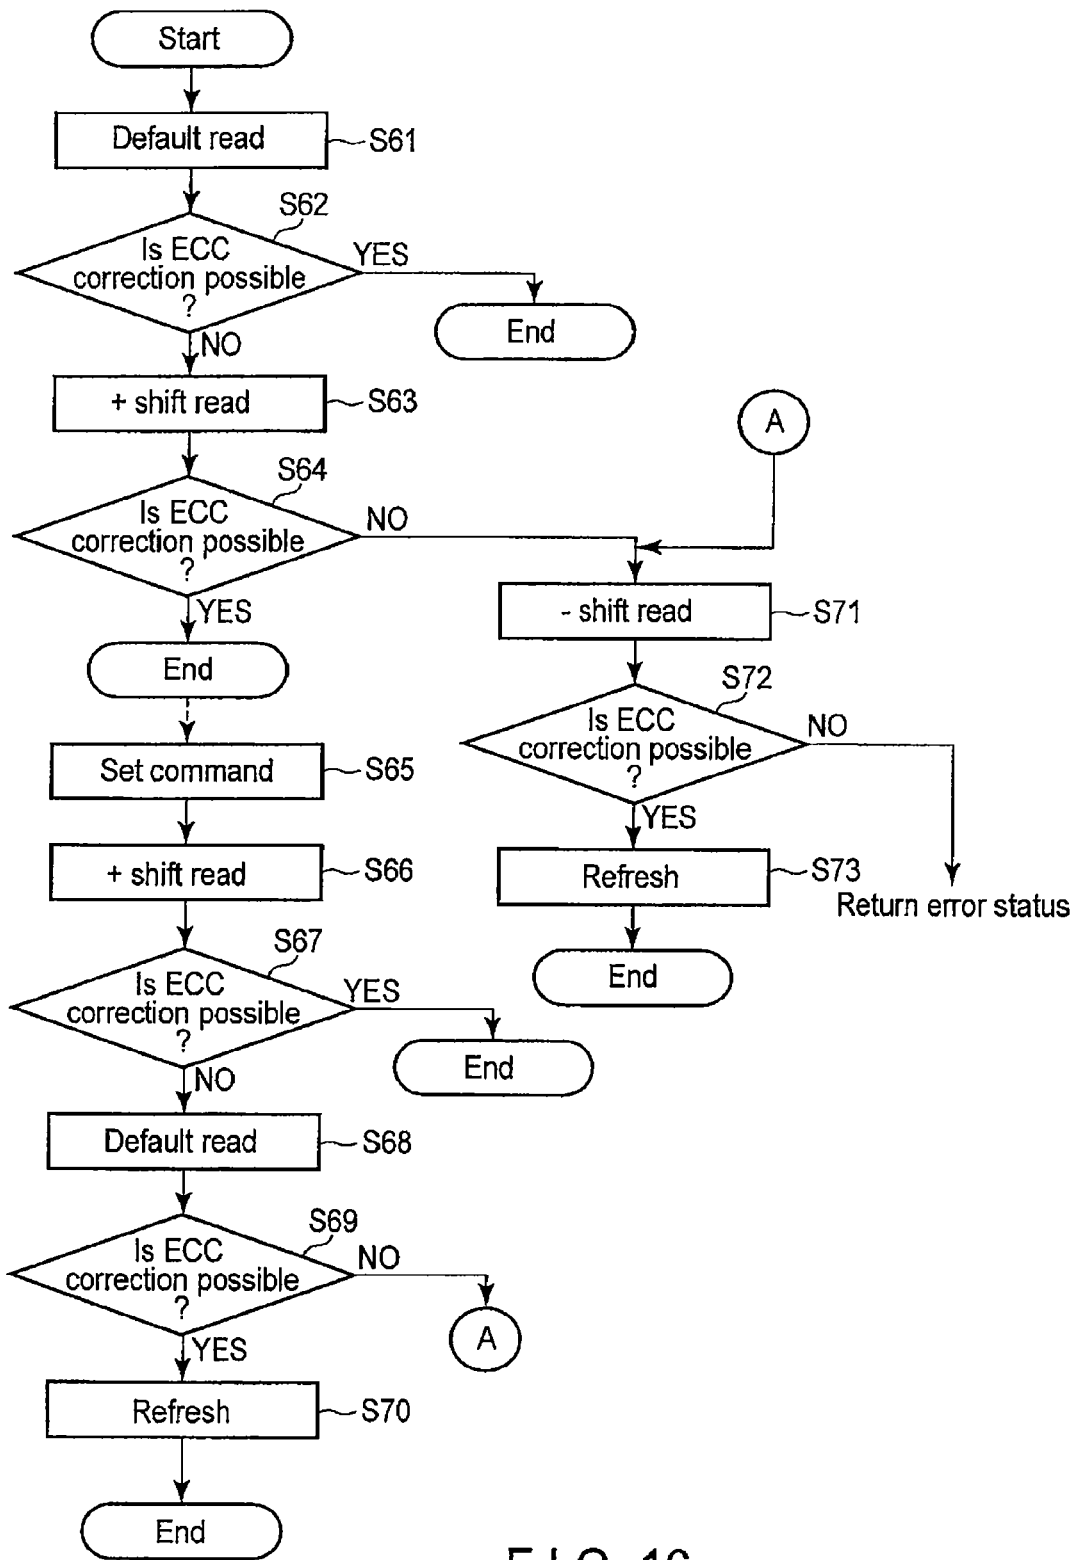 Start
Default read
S61
S62
Is ECC
correction possible
?
YES
End
NO
+ shift read
S63
A
S64
Is ECC
correction possible
?
NO
YES
End
- shift read
S71
S72
Is ECC
correction possible
?
NO
YES
Refresh
S73
Return error status
End
Set command
S65
+ shift read
S66
S67
Is ECC
correction possible
?
YES
End
NO
Default read
S68
S69
Is ECC
correction possible
?
NO
A
YES
Refresh
S70
End
FIG. 16